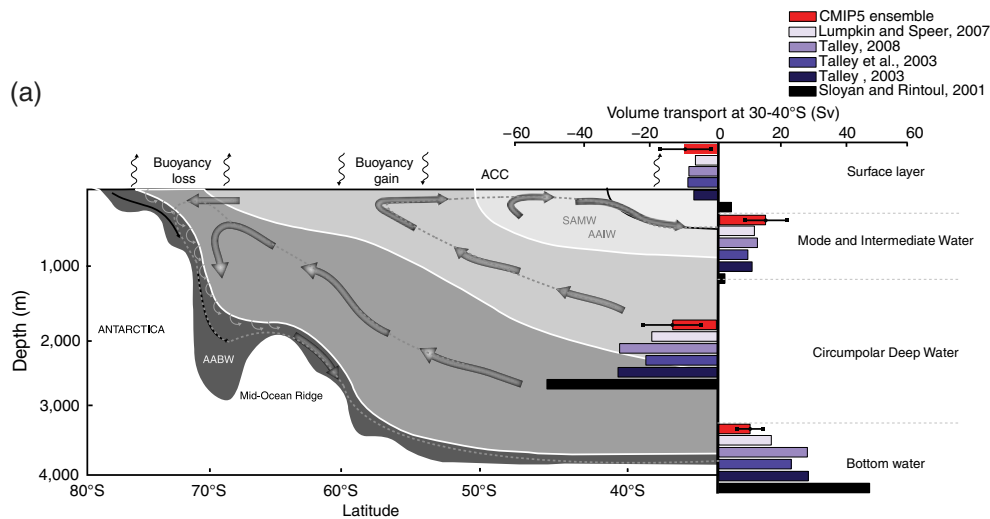 CMIP5 ensemble
Lumpkin and Speer, 2007
Talley, 2008
Talley et al., 2003
Talley , 2003
Sloyan and Rintoul, 2001
(a)
Volume transport at 30-40°S (Sv)
−60 −40 −20 0 20 40 60
Buoyancy
loss
Buoyancy
gain
ACC
Surface layer
SAMW
AAIW
Mode and Intermediate Water
1,000
2,000
3,000
4,000
Depth (m)
ANTARCTICA
AABW
Mid-Ocean Ridge
Circumpolar Deep Water
Bottom water
80°S 70°S 60°S 50°S 40°S
Latitude